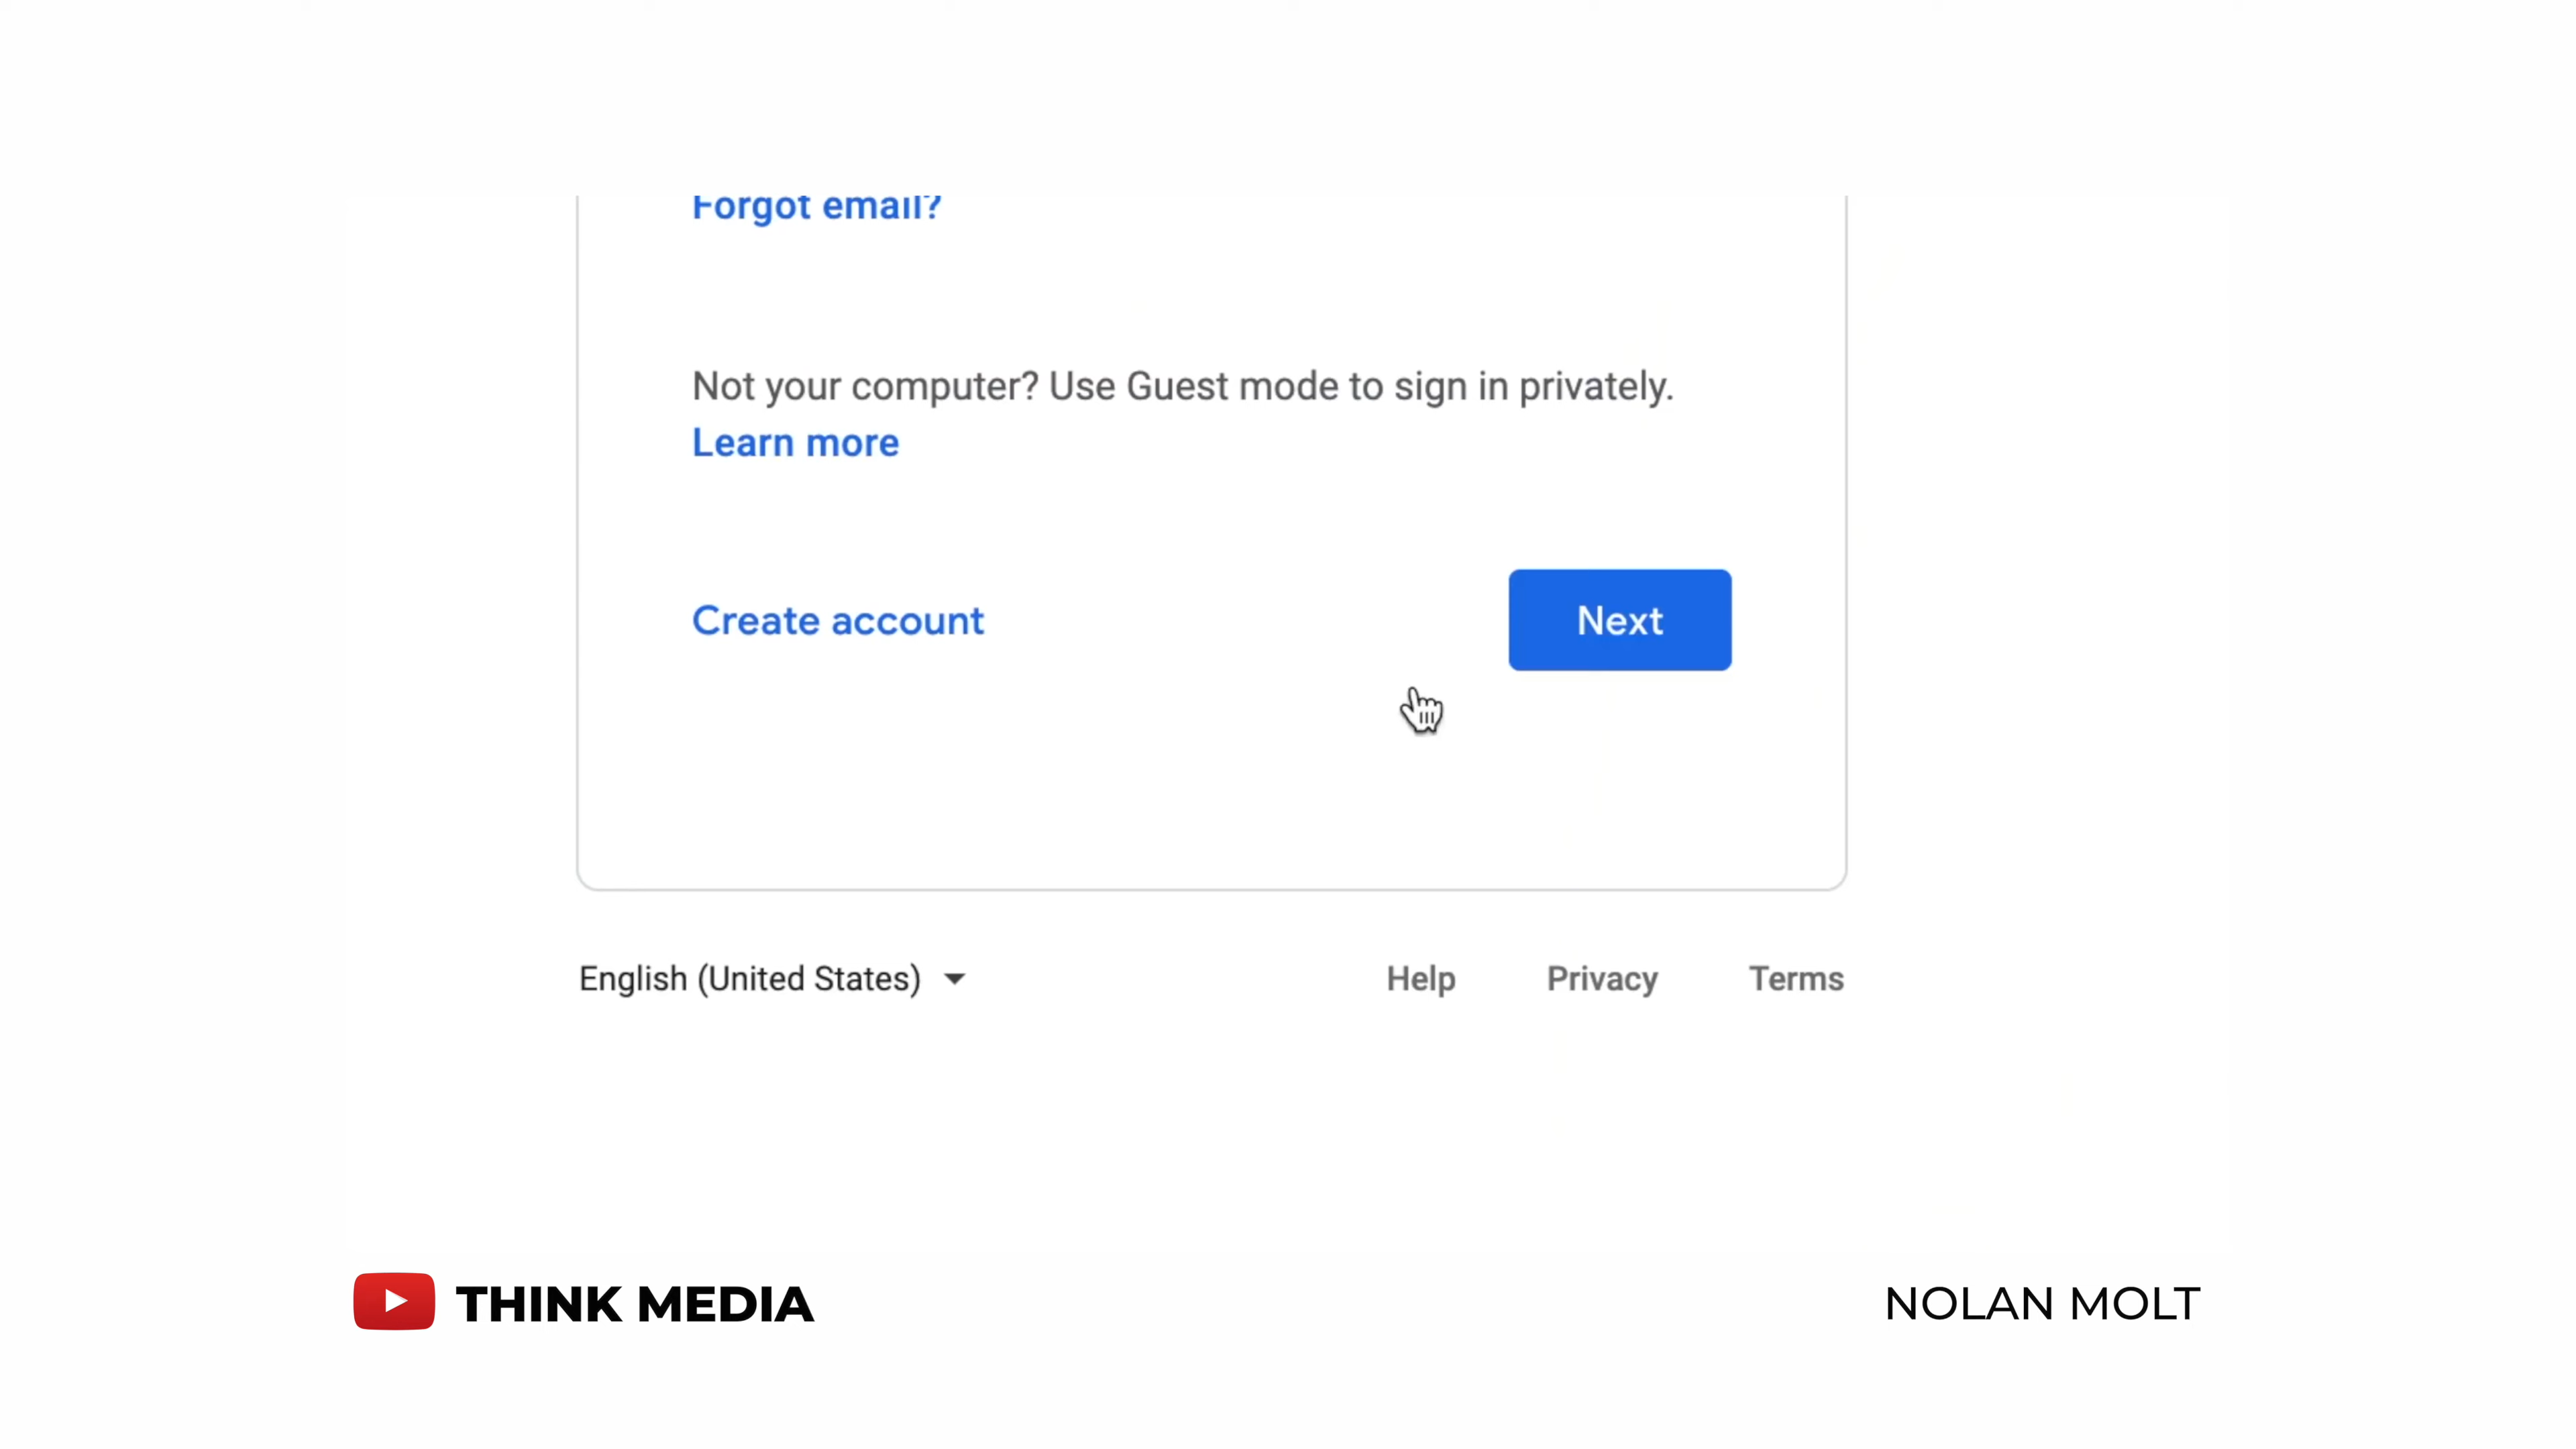 Forgot email?
Not your computer? Use Guest mode to sign in privately.
Learn more
Create account
Next
English (United States)
Help
Privacy
Terms
THINK MEDIA
NOLAN MOLT